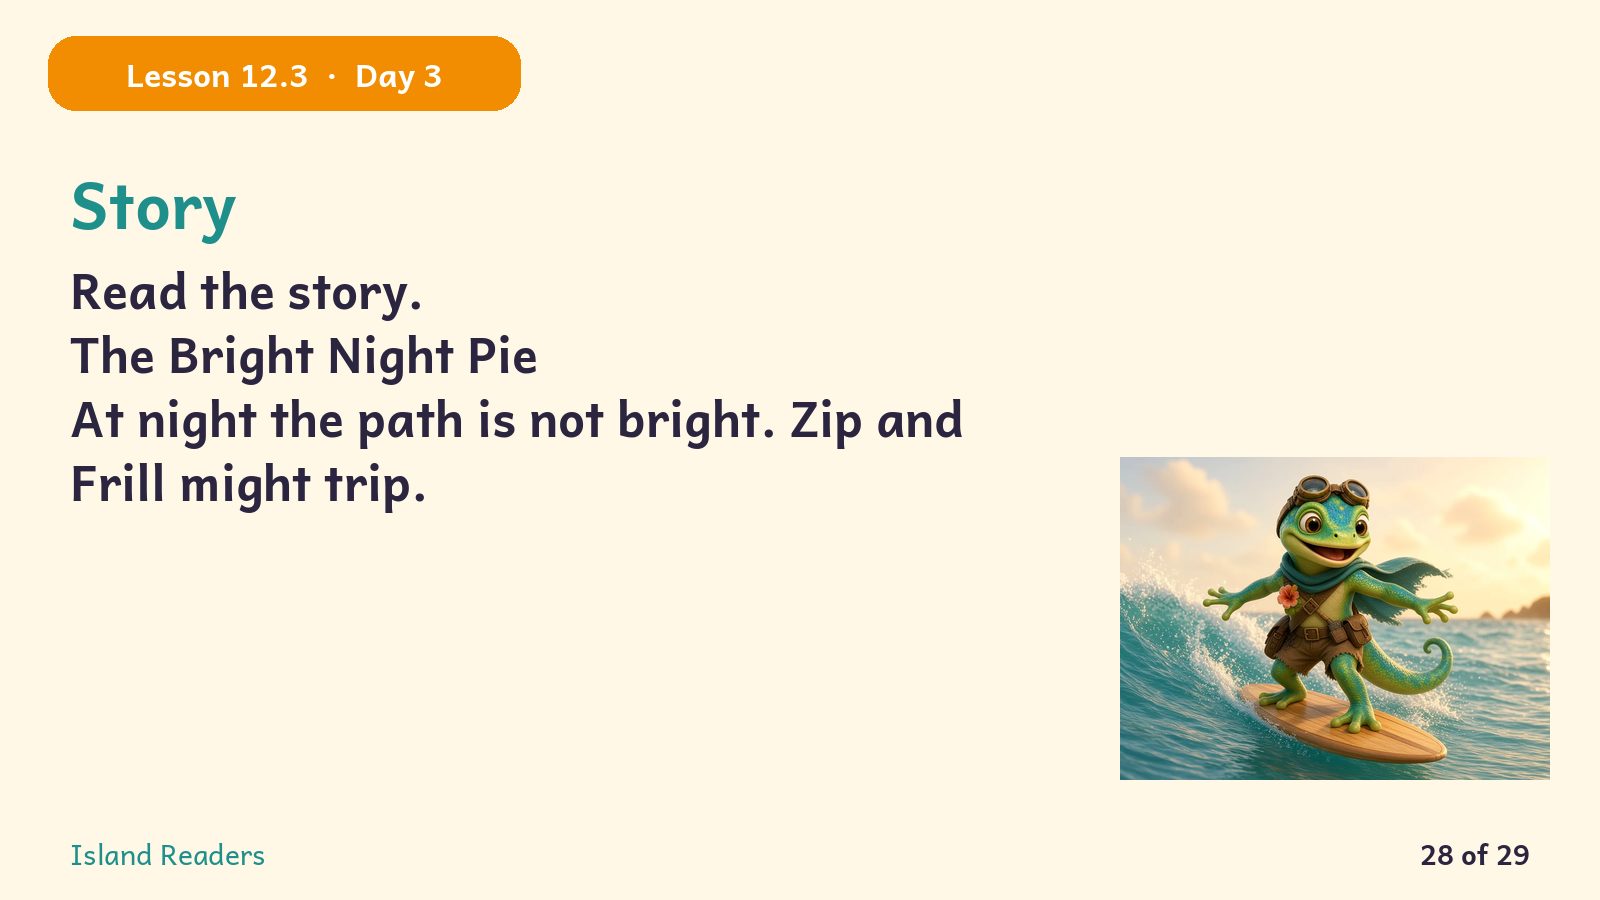 Lesson 12.3 · Day 3
Story
Read the story.
The Bright Night Pie
At night the path is not bright. Zip and
Frill might trip.
Island Readers
28 of 29